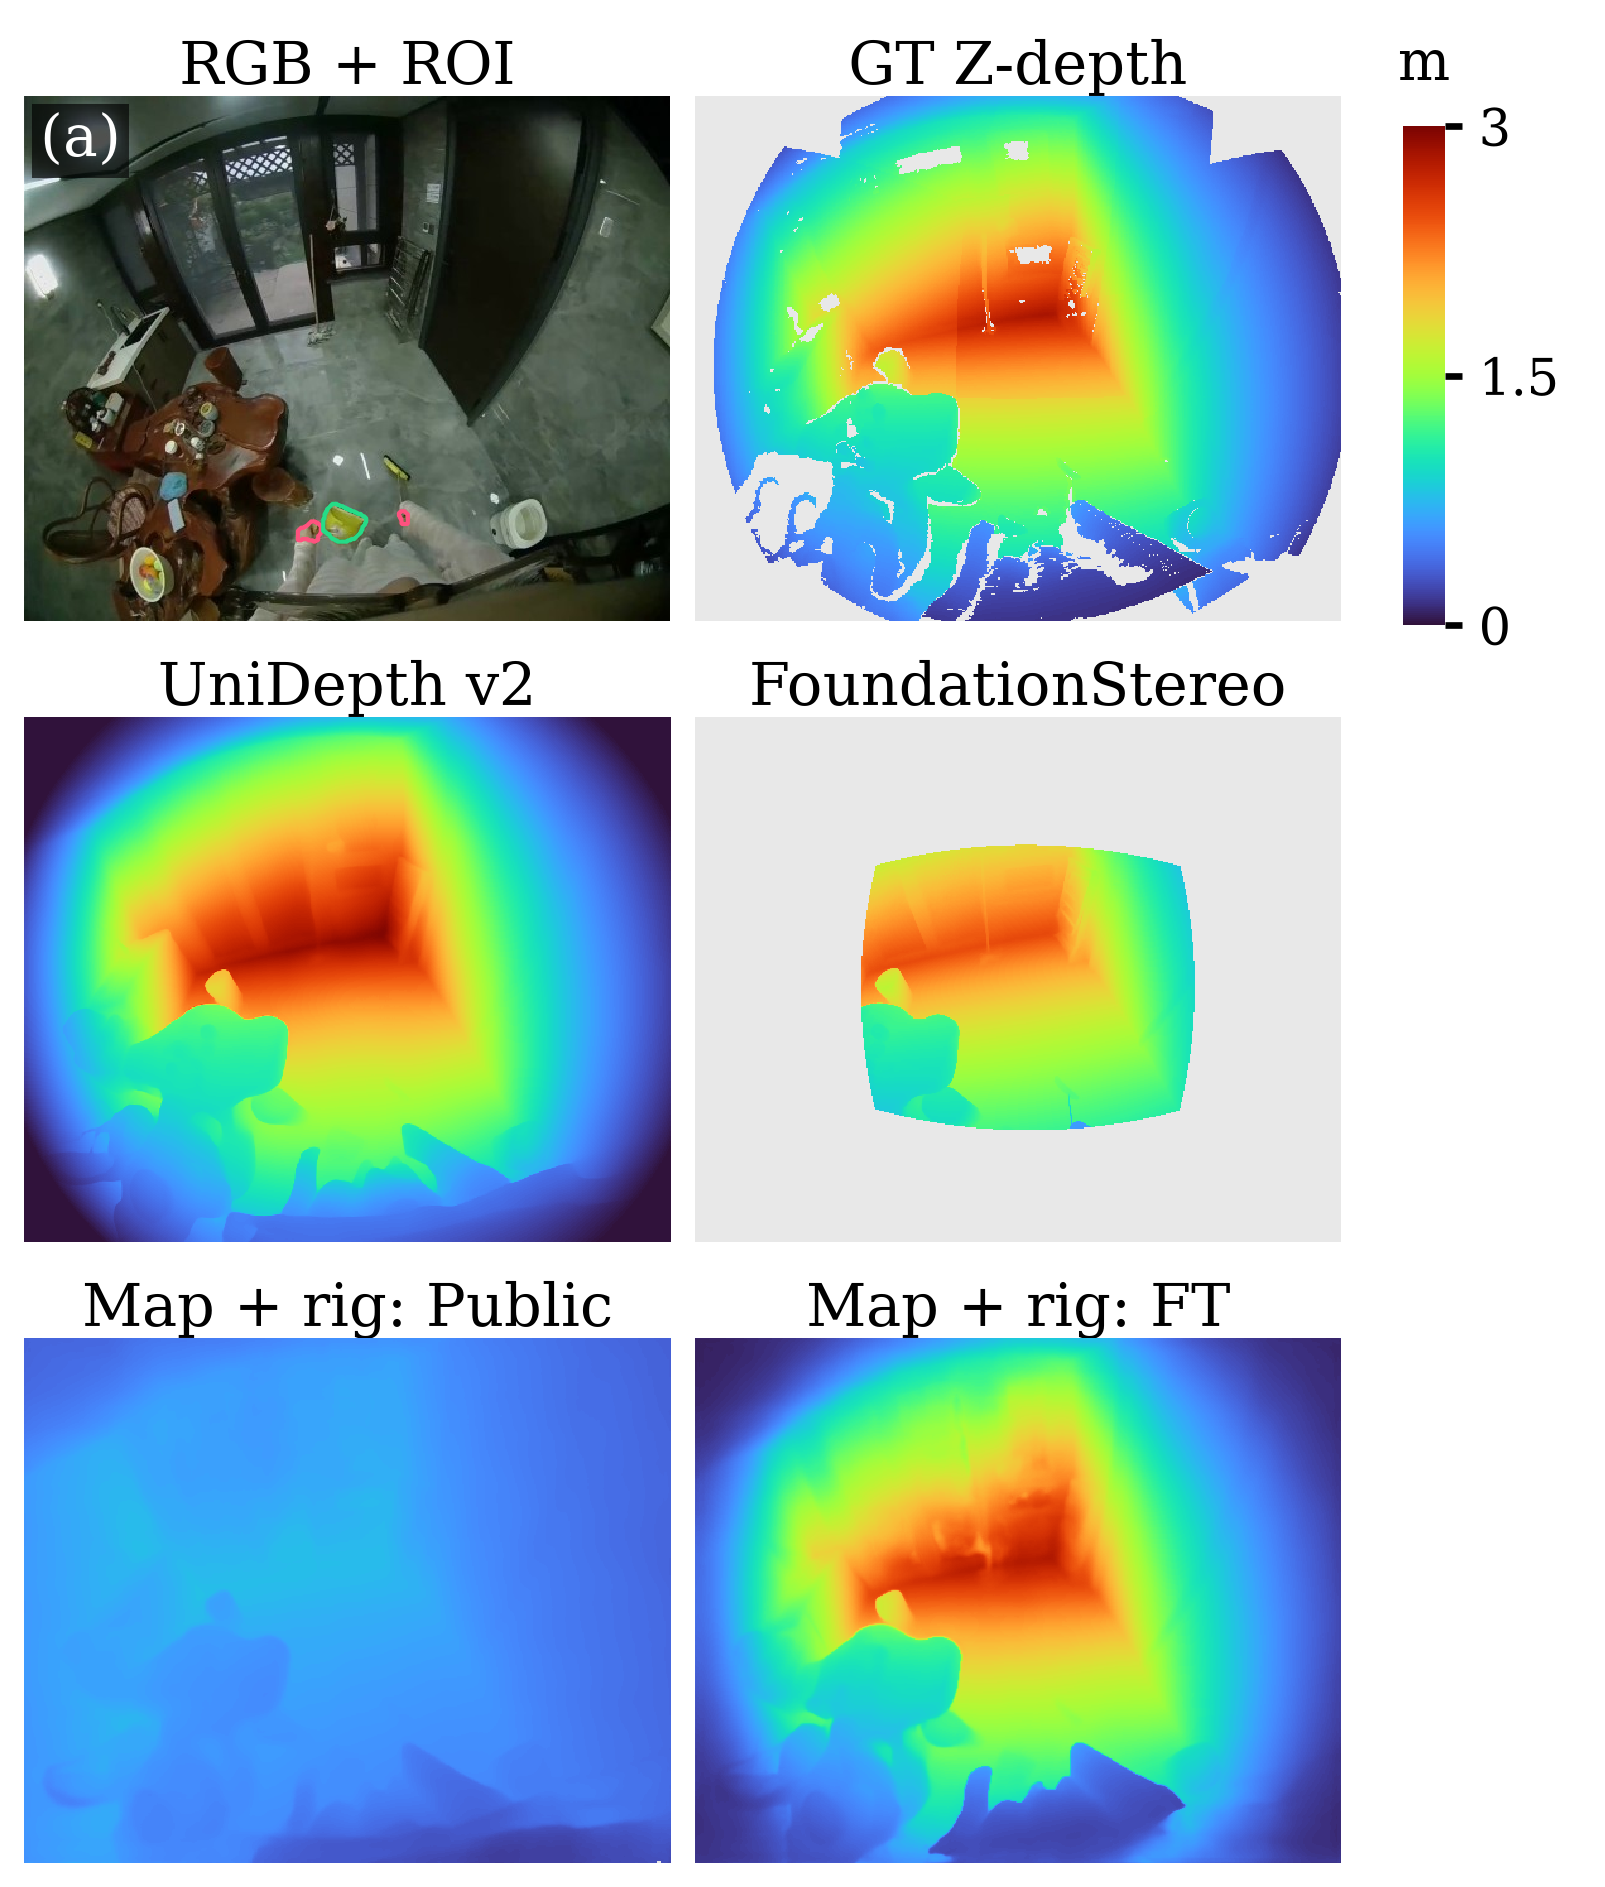 RGB + ROI
GT Z-depth
m
(a)
3
1.5
0
UniDepth v2
FoundationStereo
Map + rig: Public
Map + rig: FT